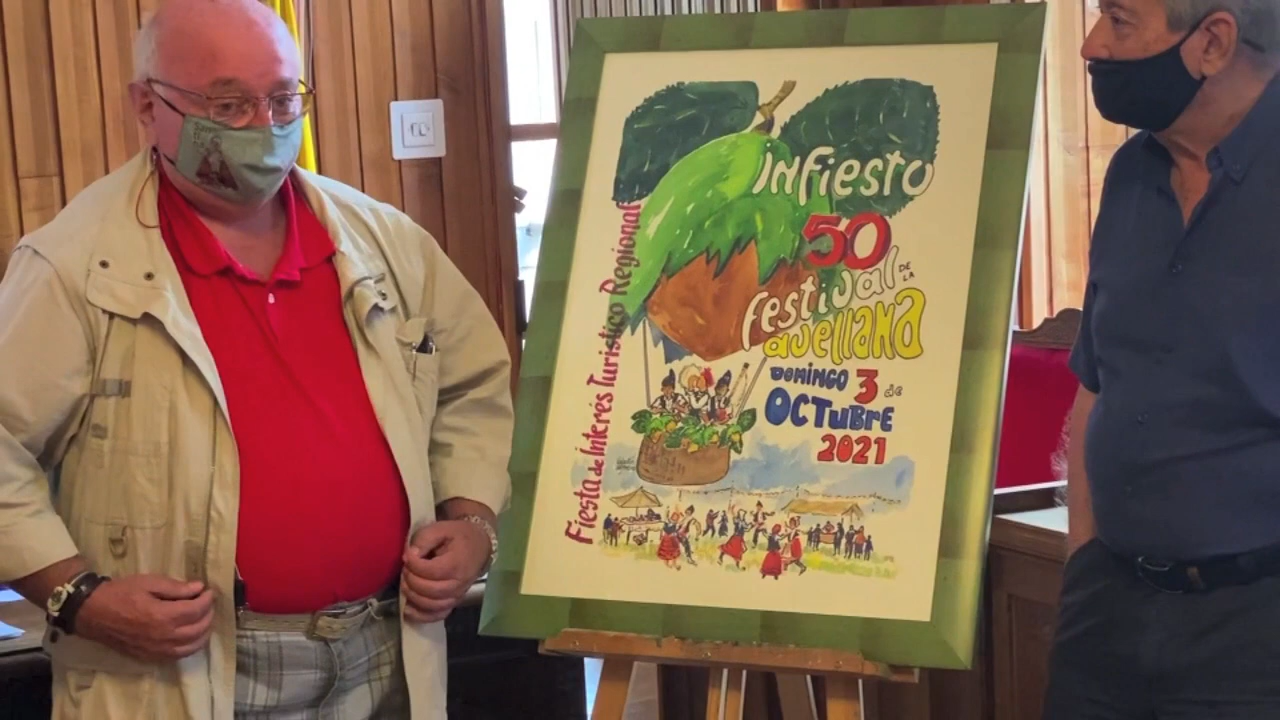 INFIESTO
50
FESTIVAL DE LA
AVELLANA
DOMINGO 3 de
OCTUBRE
2021
Fiesta de Interés Turístico Regional